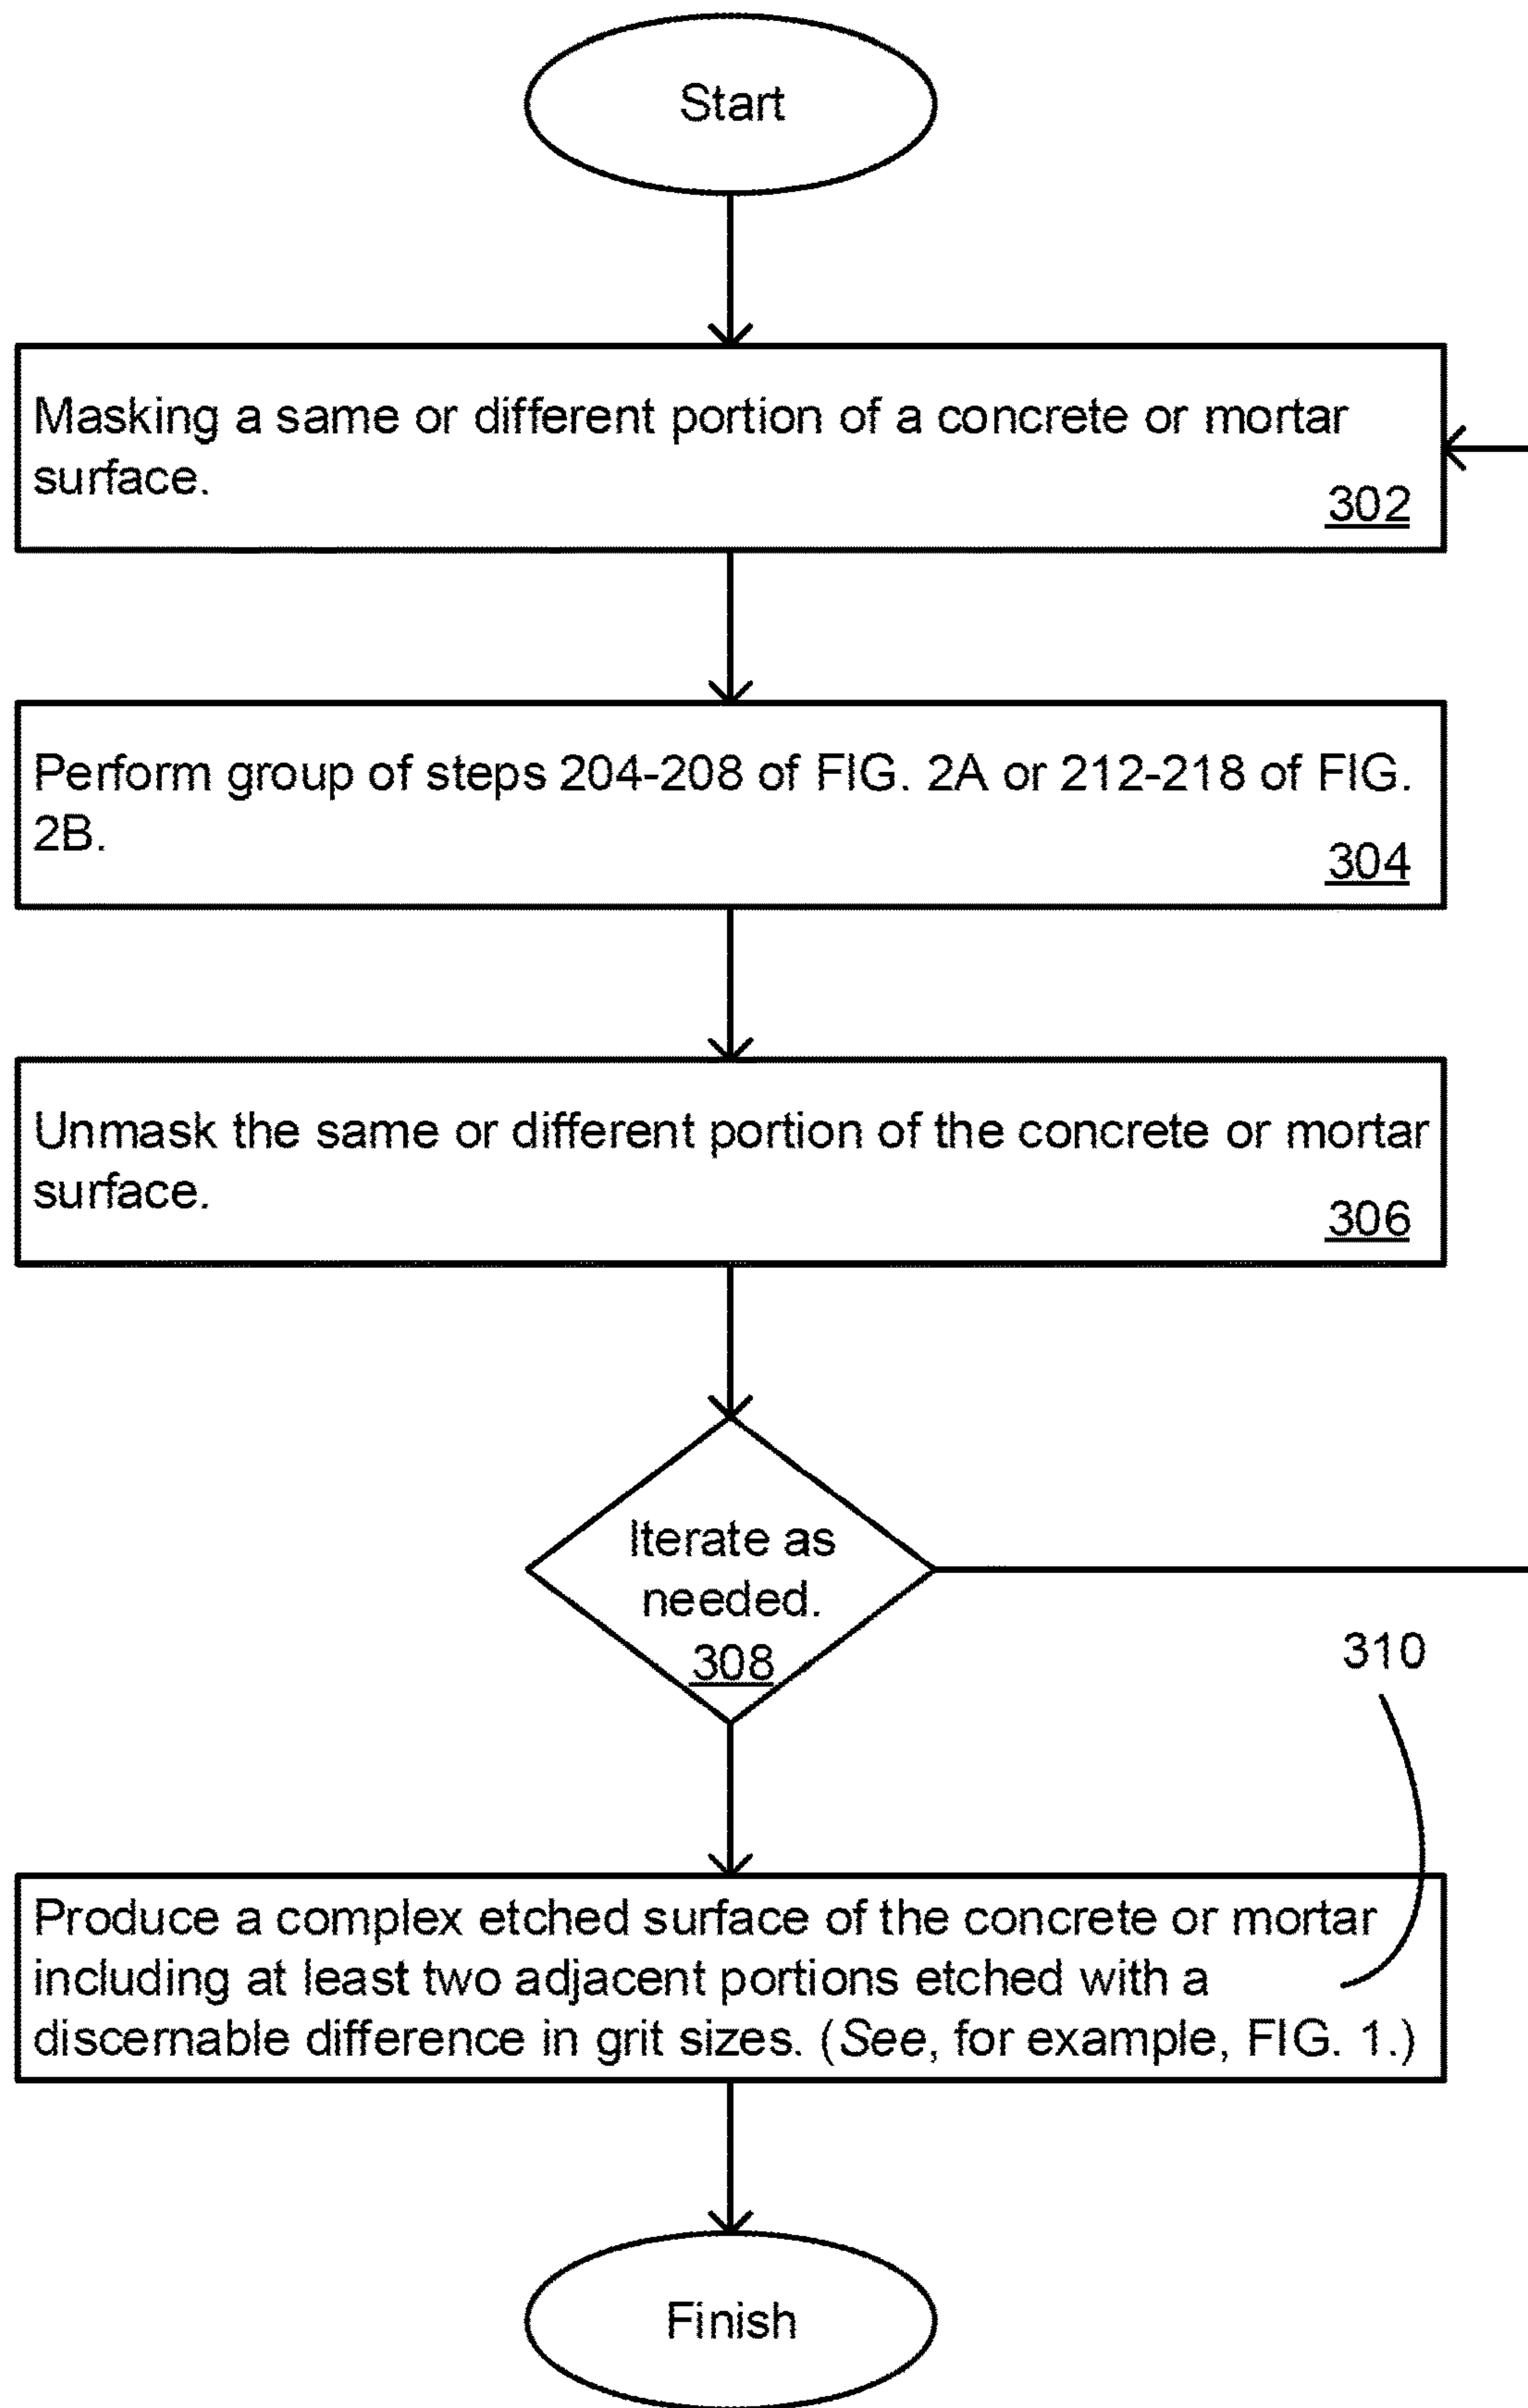 Start
Masking a same or different portion of a concrete or mortar
surface.
302
Perform group of steps 204-208 of FIG. 2A or 212-218 of FIG.
2B.
304
Unmask the same or different portion of the concrete or mortar
surface.
306
Iterate as
needed.
308
310
Produce a complex etched surface of the concrete or mortar
including at least two adjacent portions etched with a
discernable difference in grit sizes. (See, for example, FIG. 1.)
Finish